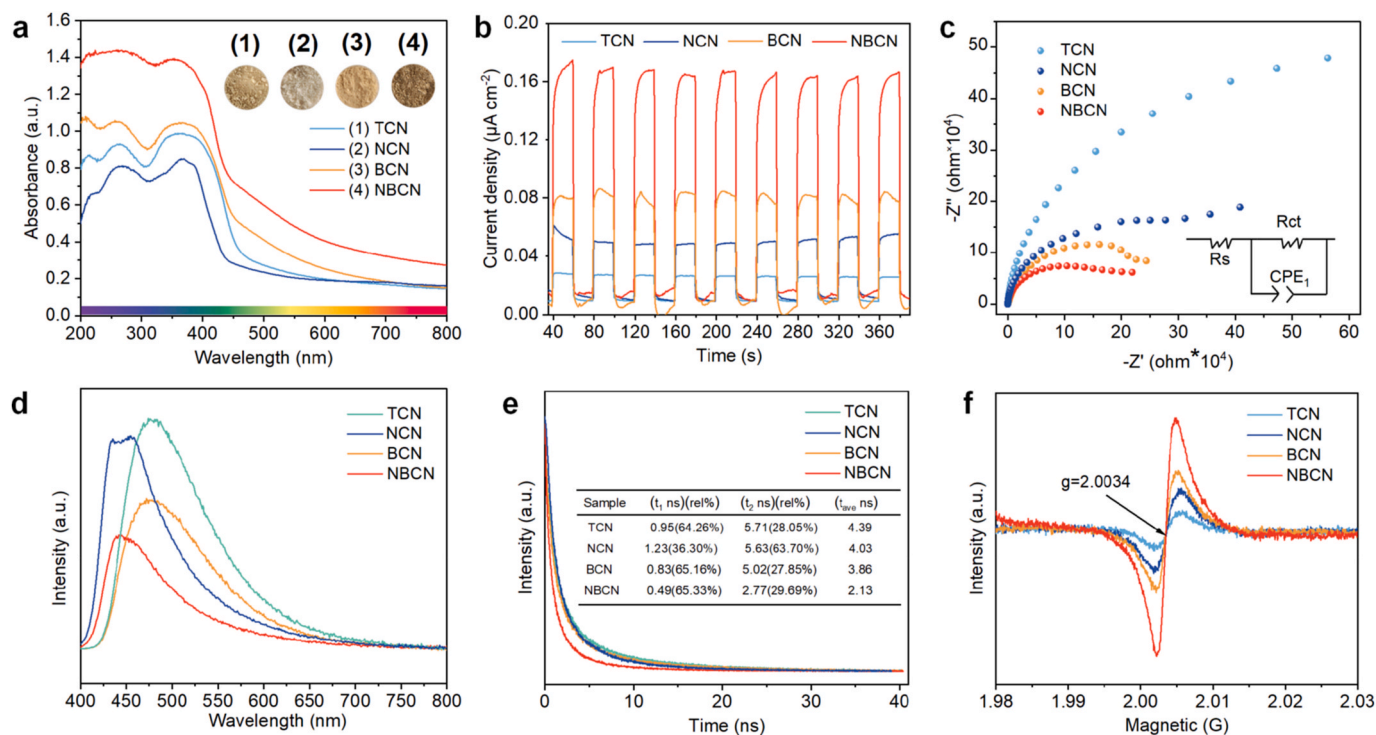 a
(1) (2) (3) (4)
(1) TCN
(2) NCN
(3) BCN
(4) NBCN
Absorbance (a.u.)
1.6
1.4
1.2
1.0
0.8
0.6
0.4
0.2
0.0
200 300 400 500 600 700 800
Wavelength (nm)
b
TCN NCN BCN NBCN
Current density (μA cm⁻²)
0.20
0.16
0.12
0.08
0.04
0.00
40 80 120 160 200 240 280 320 360
Time (s)
c
TCN
NCN
BCN
NBCN
-Z" (ohm*10⁴)
50
40
30
20
10
0
Rct
Rs
CPE₁
0 10 20 30 40 50 60
-Z' (ohm*10⁴)
d
TCN
NCN
BCN
NBCN
Intensity (a.u.)
400 450 500 550 600 650 700 750 800
Wavelength (nm)
e
TCN
NCN
BCN
NBCN
Intensity (a.u.)
Sample (t₁ ns)(rel%) (t₂ ns)(rel%) (tave ns)
TCN 0.95(64.26%) 5.71(28.05%) 4.39
NCN 1.23(36.30%) 5.63(63.70%) 4.03
BCN 0.83(65.16%) 5.02(27.85%) 3.86
NBCN 0.49(65.33%) 2.77(29.69%) 2.13
0 10 20 30 40
Time (ns)
f
TCN
NCN
BCN
NBCN
g=2.0034
Intensity (a.u.)
1.98 1.99 2.00 2.01 2.02 2.03
Magnetic (G)